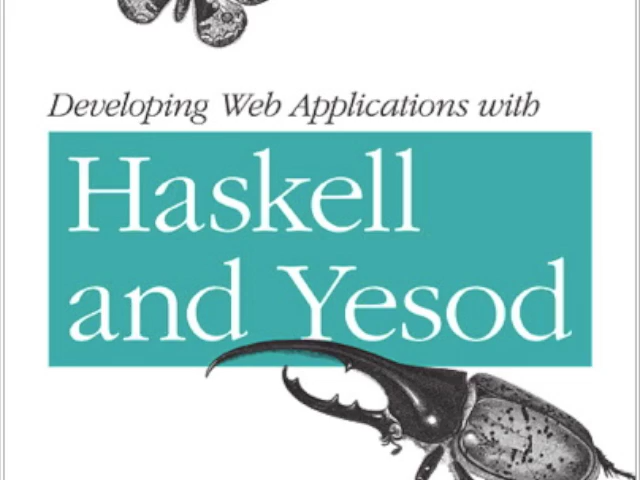 Developing Web Applications with
Haskell
and Yesod